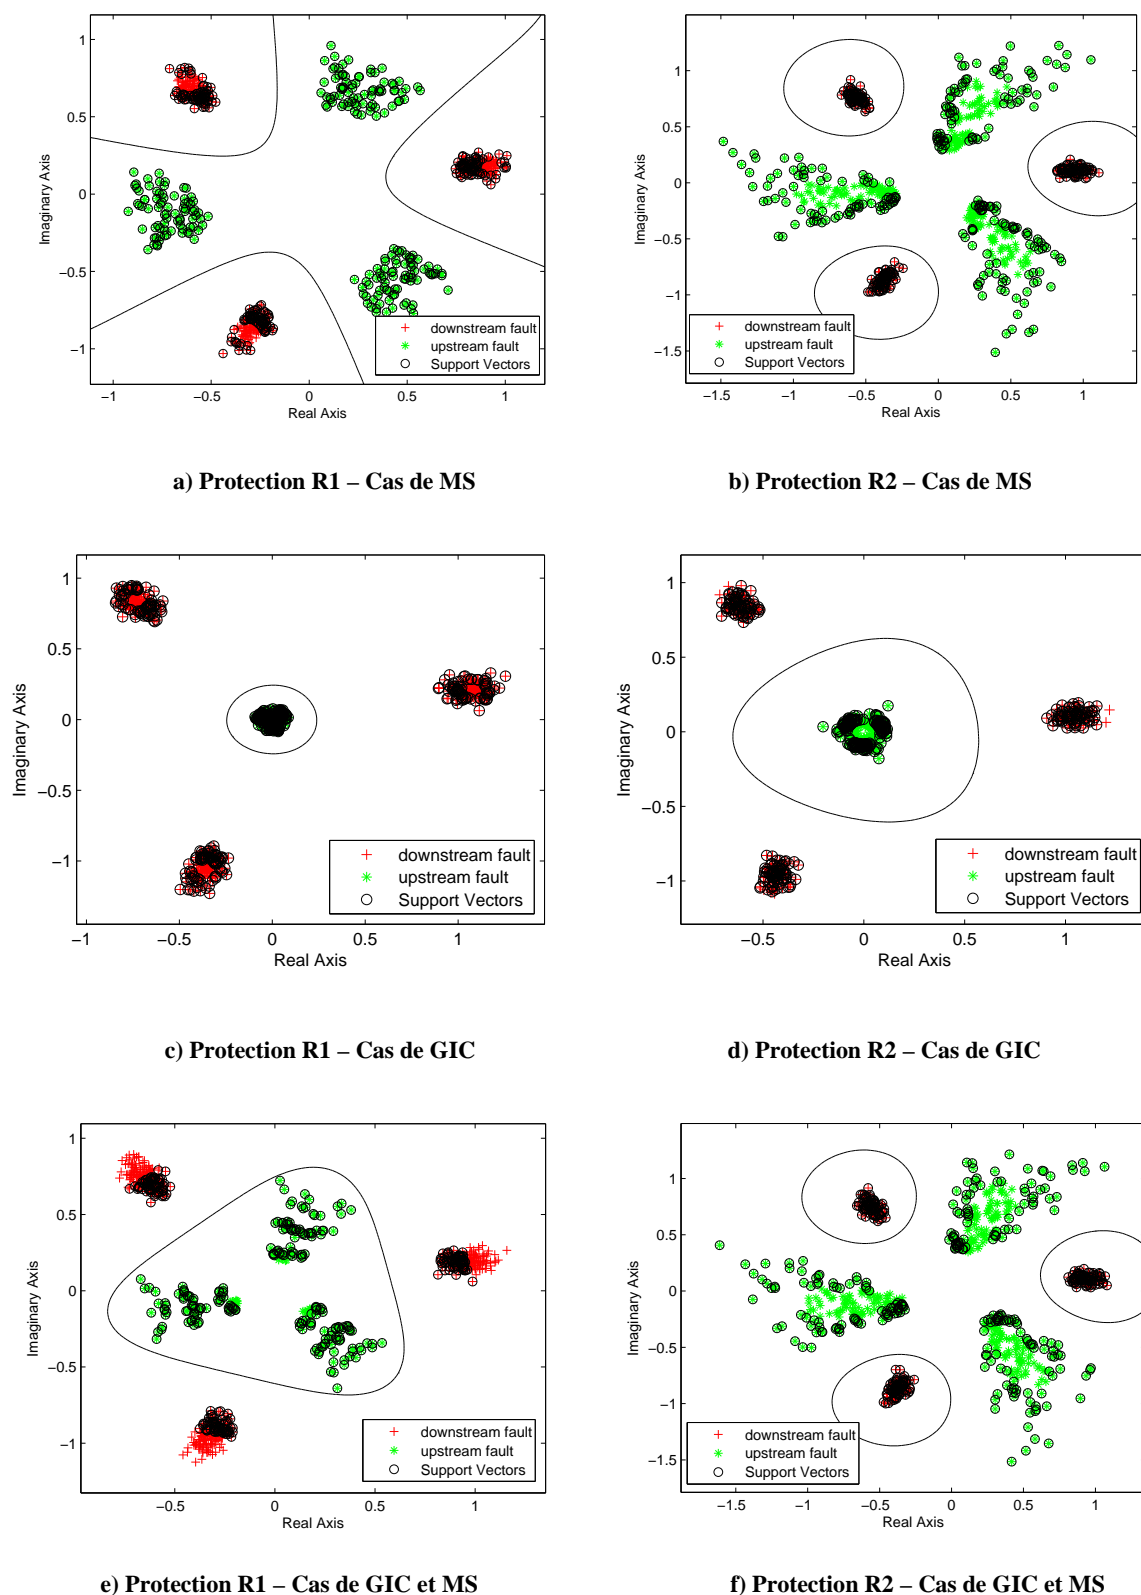 1
0.5
0
−0.5
−1
−1
−0.5
0
0.5
1
Imaginary Axis
Real Axis
downstream fault
upstream fault
Support Vectors
1
0.5
0
−0.5
−1
−1.5
−1.5
−1
−0.5
0
0.5
1
Imaginary Axis
Real Axis
downstream fault
upstream fault
Support Vectors
a) Protection R1 – Cas de MS
b) Protection R2 – Cas de MS
1
0.5
0
−0.5
−1
−1
−0.5
0
0.5
1
Imaginary Axis
Real Axis
downstream fault
upstream fault
Support Vectors
1
0.5
0
−0.5
−1
−0.5
0
0.5
1
Imaginary Axis
Real Axis
downstream fault
upstream fault
Support Vectors
c) Protection R1 – Cas de GIC
d) Protection R2 – Cas de GIC
1
0.5
0
−0.5
−1
−0.5
0
0.5
1
Imaginary Axis
Real Axis
downstream fault
upstream fault
Support Vectors
1
0.5
0
−0.5
−1
−1.5
−1.5
−1
−0.5
0
0.5
1
Imaginary Axis
Real Axis
downstream fault
upstream fault
Support Vectors
e) Protection R1 – Cas de GIC et MS
f) Protection R2 – Cas de GIC et MS